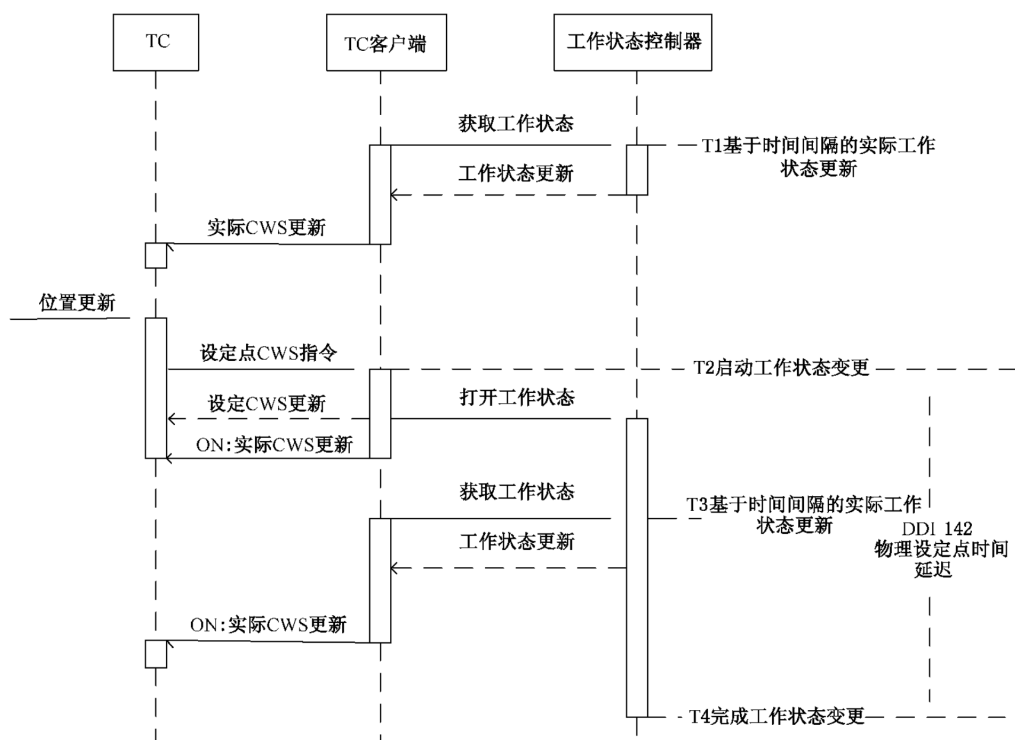 TC
TC客户端
工作状态控制器
获取工作状态
T1基于时间间隔的实际工作
状态更新
工作状态更新
实际CWS更新
位置更新
设定点CWS指令
T2启动工作状态变更
设定CWS更新
打开工作状态
ON:实际CWS更新
获取工作状态
T3基于时间间隔的实际工作
状态更新
DDI 142
物理设定点时间
延迟
工作状态更新
ON:实际CWS更新
T4完成工作状态变更